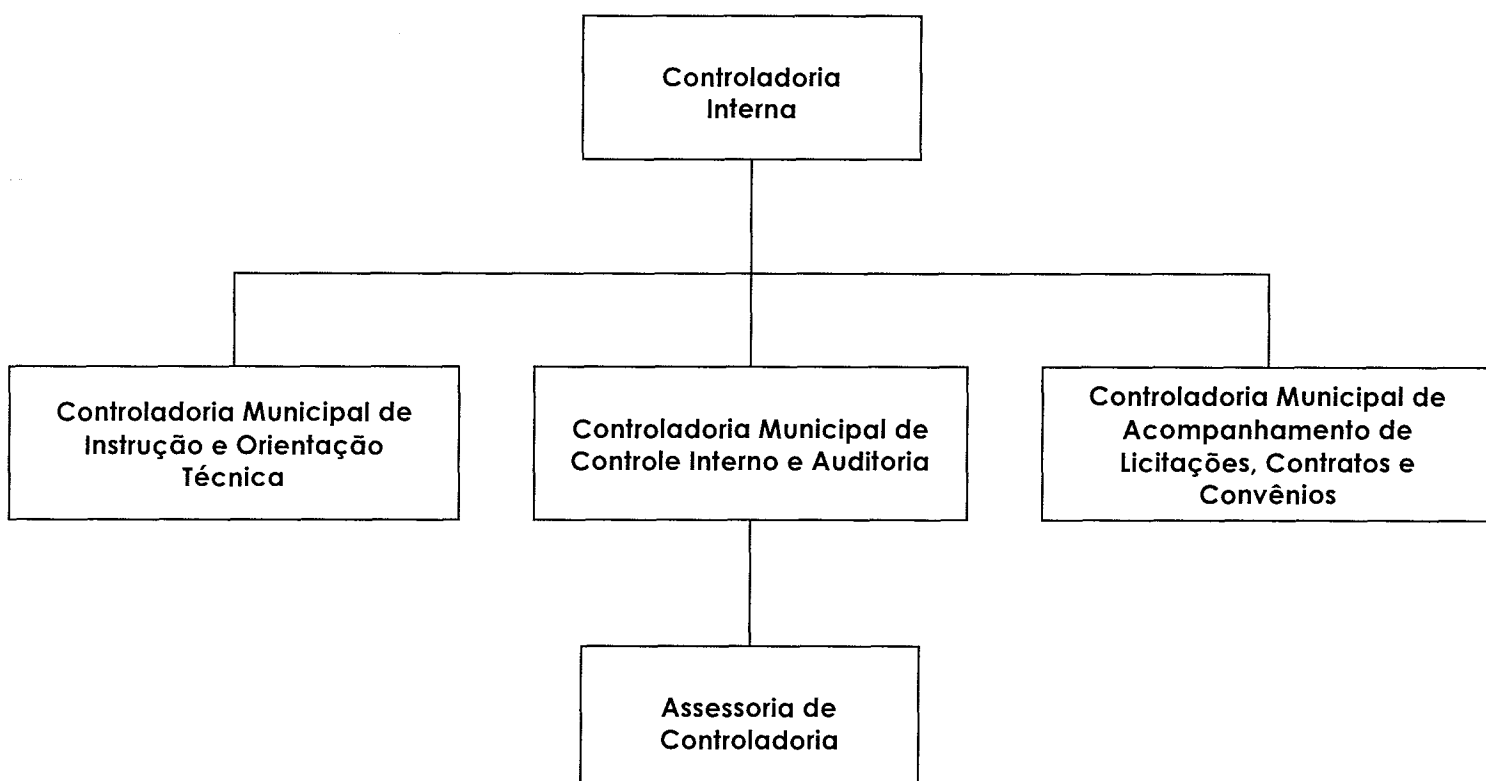 Controladoria
Interna
Controladoria Municipal de
Instrução e Orientação
Técnica
Controladoria Municipal de
Controle Interno e Auditoria
Controladoria Municipal de
Acompanhamento de
Licitações, Contratos e
Convênios
Assessoria de
Controladoria